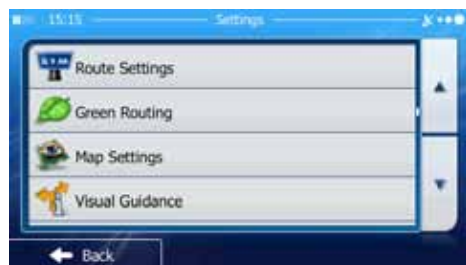 15:15 Settings
Route Settings
Green Routing
Map Settings
Visual Guidance
Back